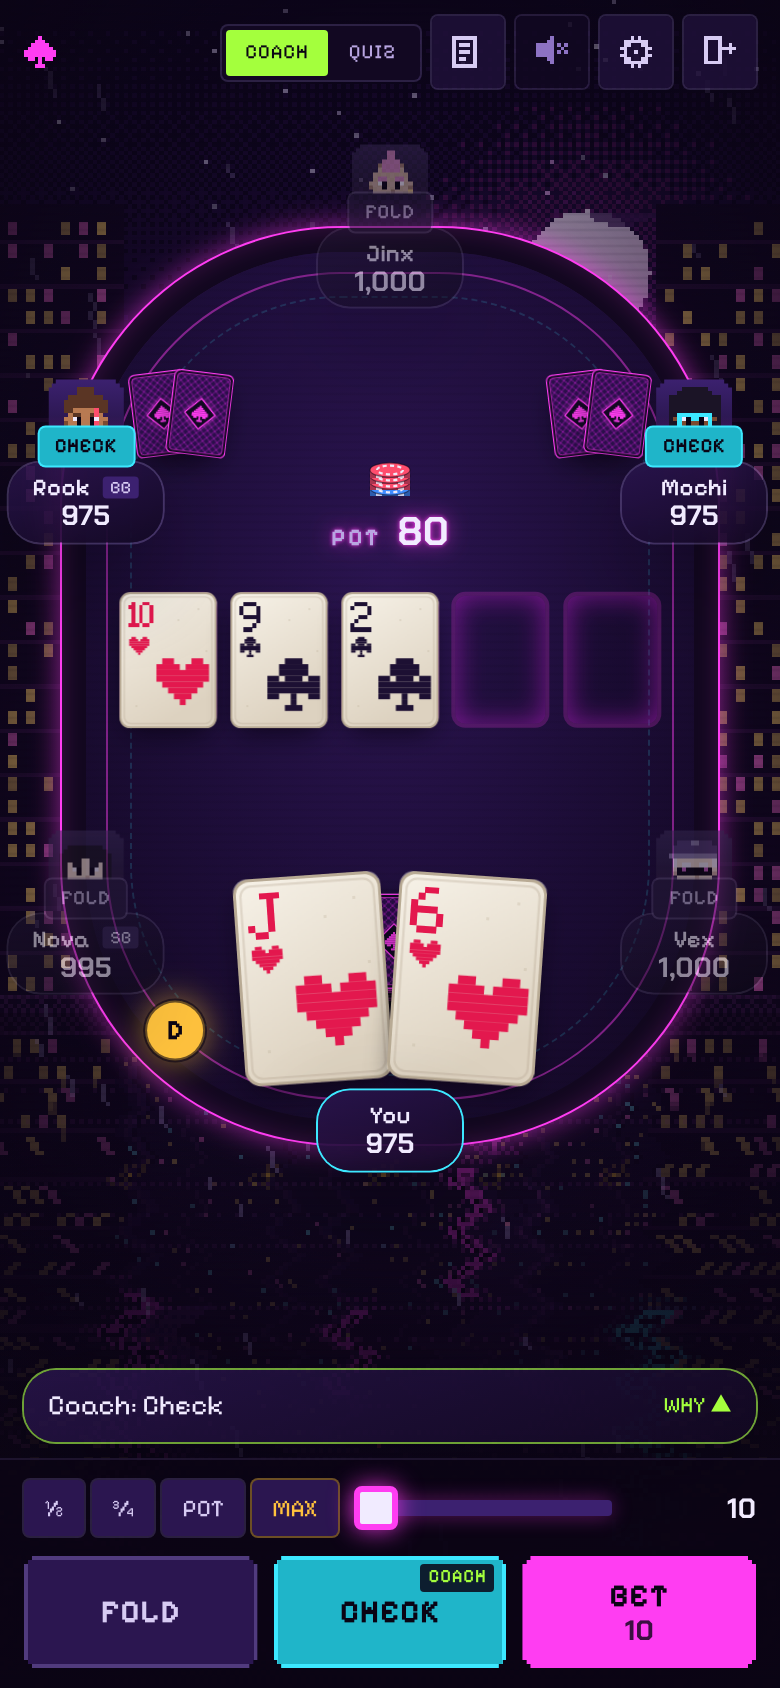 COACH QUIZ
FOLD
Jinx
1,000
CHECK
Rook BB
975
CHECK
Mochi
975
POT 80
10
9
2
FOLD
Nova SB
995
FOLD
Vex
1,000
J
6
D
You
975
Coach: Check WHY ▲
½ ¾ POT MAX 10
FOLD
COACH
CHECK
BET
10